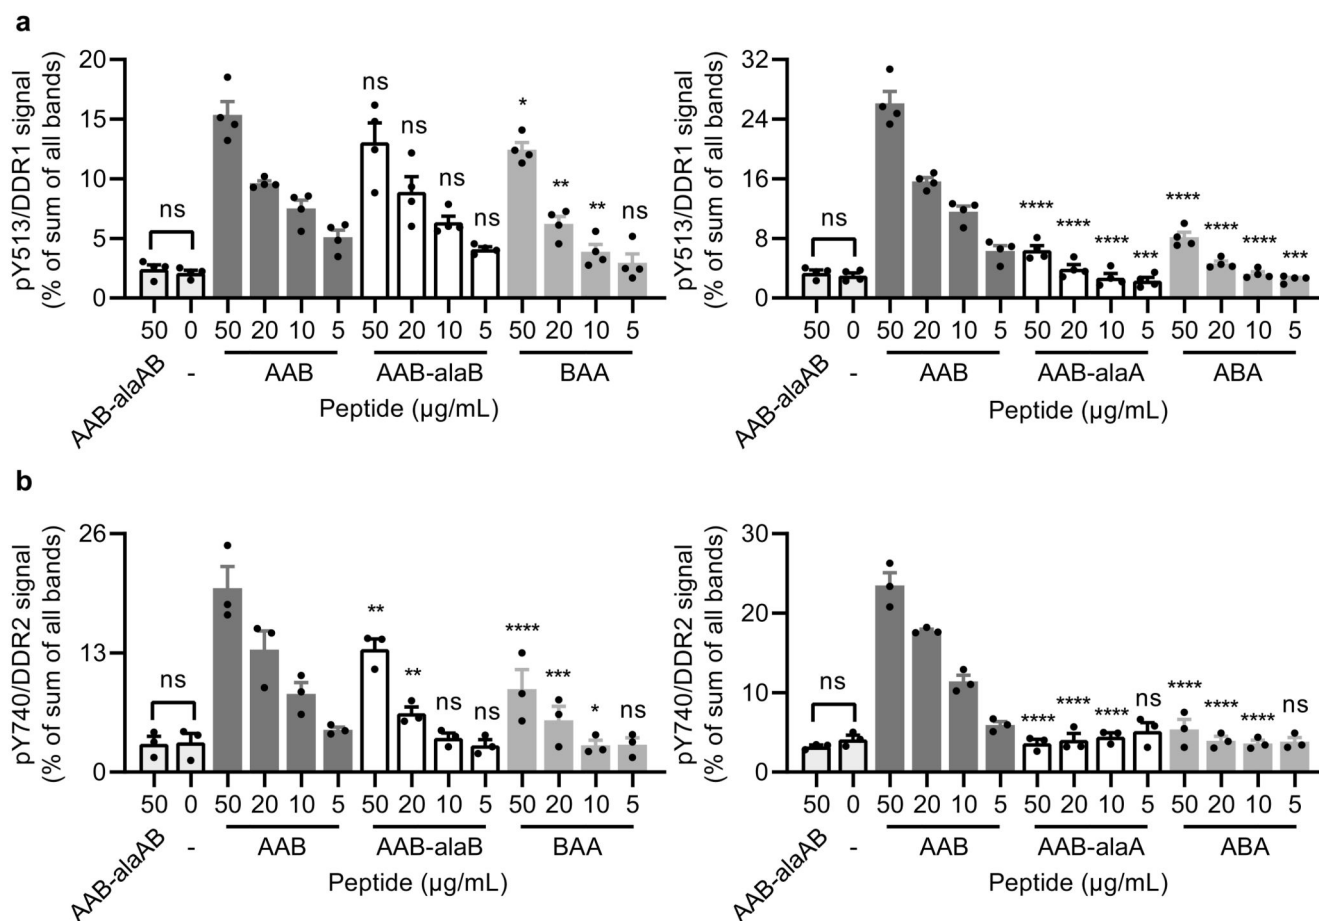 a
pY513/DDR1 signal
(% of sum of all bands)
20
15
10
5
0
ns
ns
ns
ns
ns
*
**
**
ns
50 0 50 20 10 5 50 20 10 5 50 20 10 5
AAB-alaAB - AAB AAB-alaB BAA
Peptide (µg/mL)
pY513/DDR1 signal
(% of sum of all bands)
32
24
16
8
0
ns
****
****
****
***
****
****
****
***
50 0 50 20 10 5 50 20 10 5 50 20 10 5
AAB-alaAB - AAB AAB-alaA ABA
Peptide (µg/mL)
b
pY740/DDR2 signal
(% of sum of all bands)
26
13
0
ns
**
**
ns
ns
****
***
*
ns
50 0 50 20 10 5 50 20 10 5 50 20 10 5
AAB-alaAB - AAB AAB-alaB BAA
Peptide (µg/mL)
pY740/DDR2 signal
(% of sum of all bands)
30
20
10
0
ns
****
****
****
ns
****
****
****
ns
50 0 50 20 10 5 50 20 10 5 50 20 10 5
AAB-alaAB - AAB AAB-alaA ABA
Peptide (µg/mL)